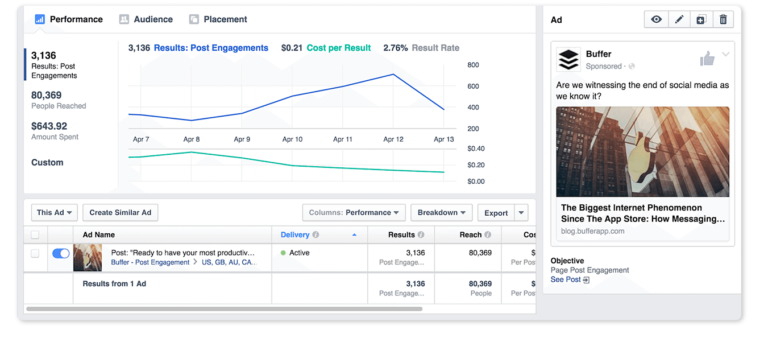 Performance Audience Placement
3,136
Results: Post
Engagements
80,369
People Reached
$643.92
Amount Spent
Custom
3,136 Results: Post Engagements $0.21 Cost per Result 2.76% Result Rate
800
600
400
200
Apr 7 Apr 8 Apr 9 Apr 10 Apr 11 Apr 12 Apr 13
$0.40
$0.20
$0.00
This Ad Create Similar Ad Columns: Performance Breakdown Export
Ad Name Delivery Results Reach Cos
Post: "Ready to have your most productiv... Active 3,136 80,369 $
Buffer - Post Engagement > US, GB, AU, CA... Post Engage... Per Pos
Results from 1 Ad 3,136 80,369 $
Post Engage... People Per Pos
Ad
Buffer
Sponsored ·
Are we witnessing the end of social media as
we know it?
The Biggest Internet Phenomenon
Since The App Store: How Messaging...
blog.bufferapp.com
Objective
Page Post Engagement
See Post